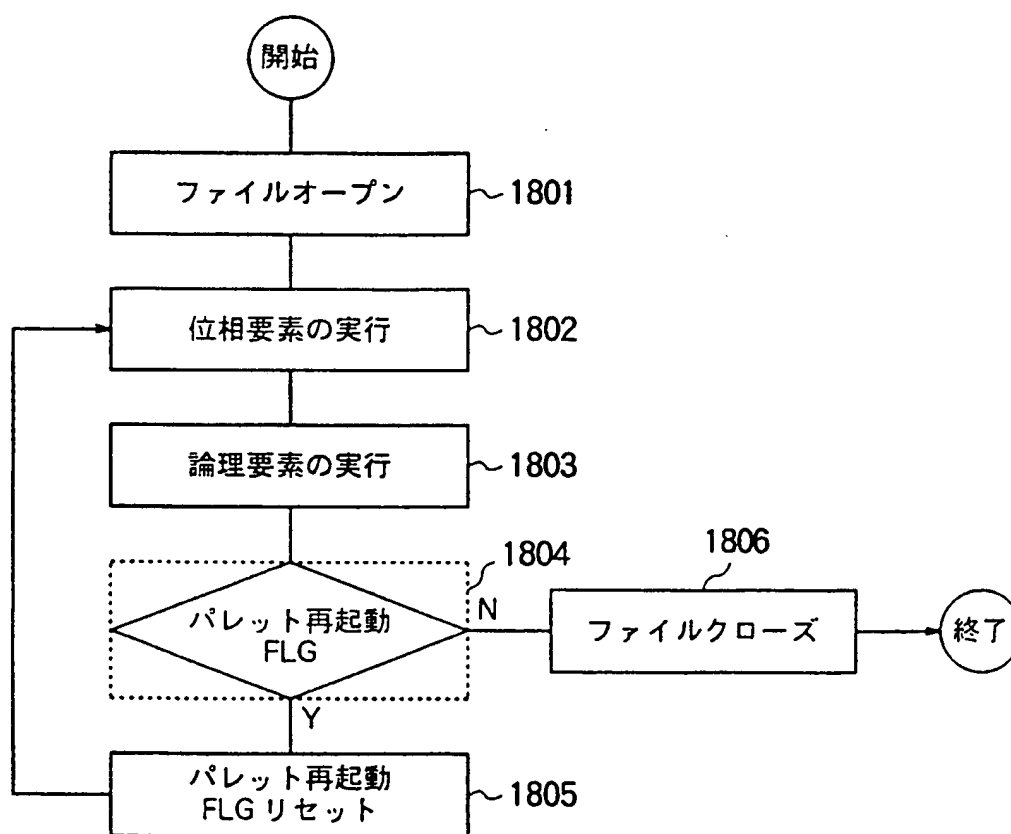 開始
ファイルオープン
1801
位相要素の実行
1802
論理要素の実行
1803
1804
パレット再起動
FLG
N
Y
1806
ファイルクローズ
終了
パレット再起動
FLG リセット
1805